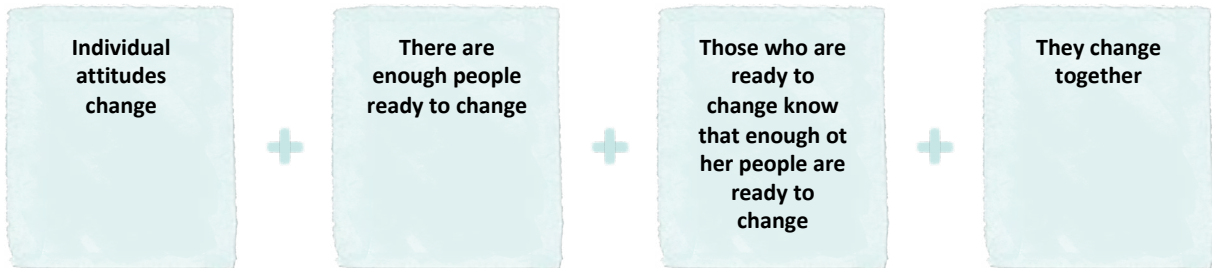 Individual
attitudes
change
There are
enough people
ready to change
Those who are
ready to
change know
that enough ot
her people are
ready to
change
They change
together